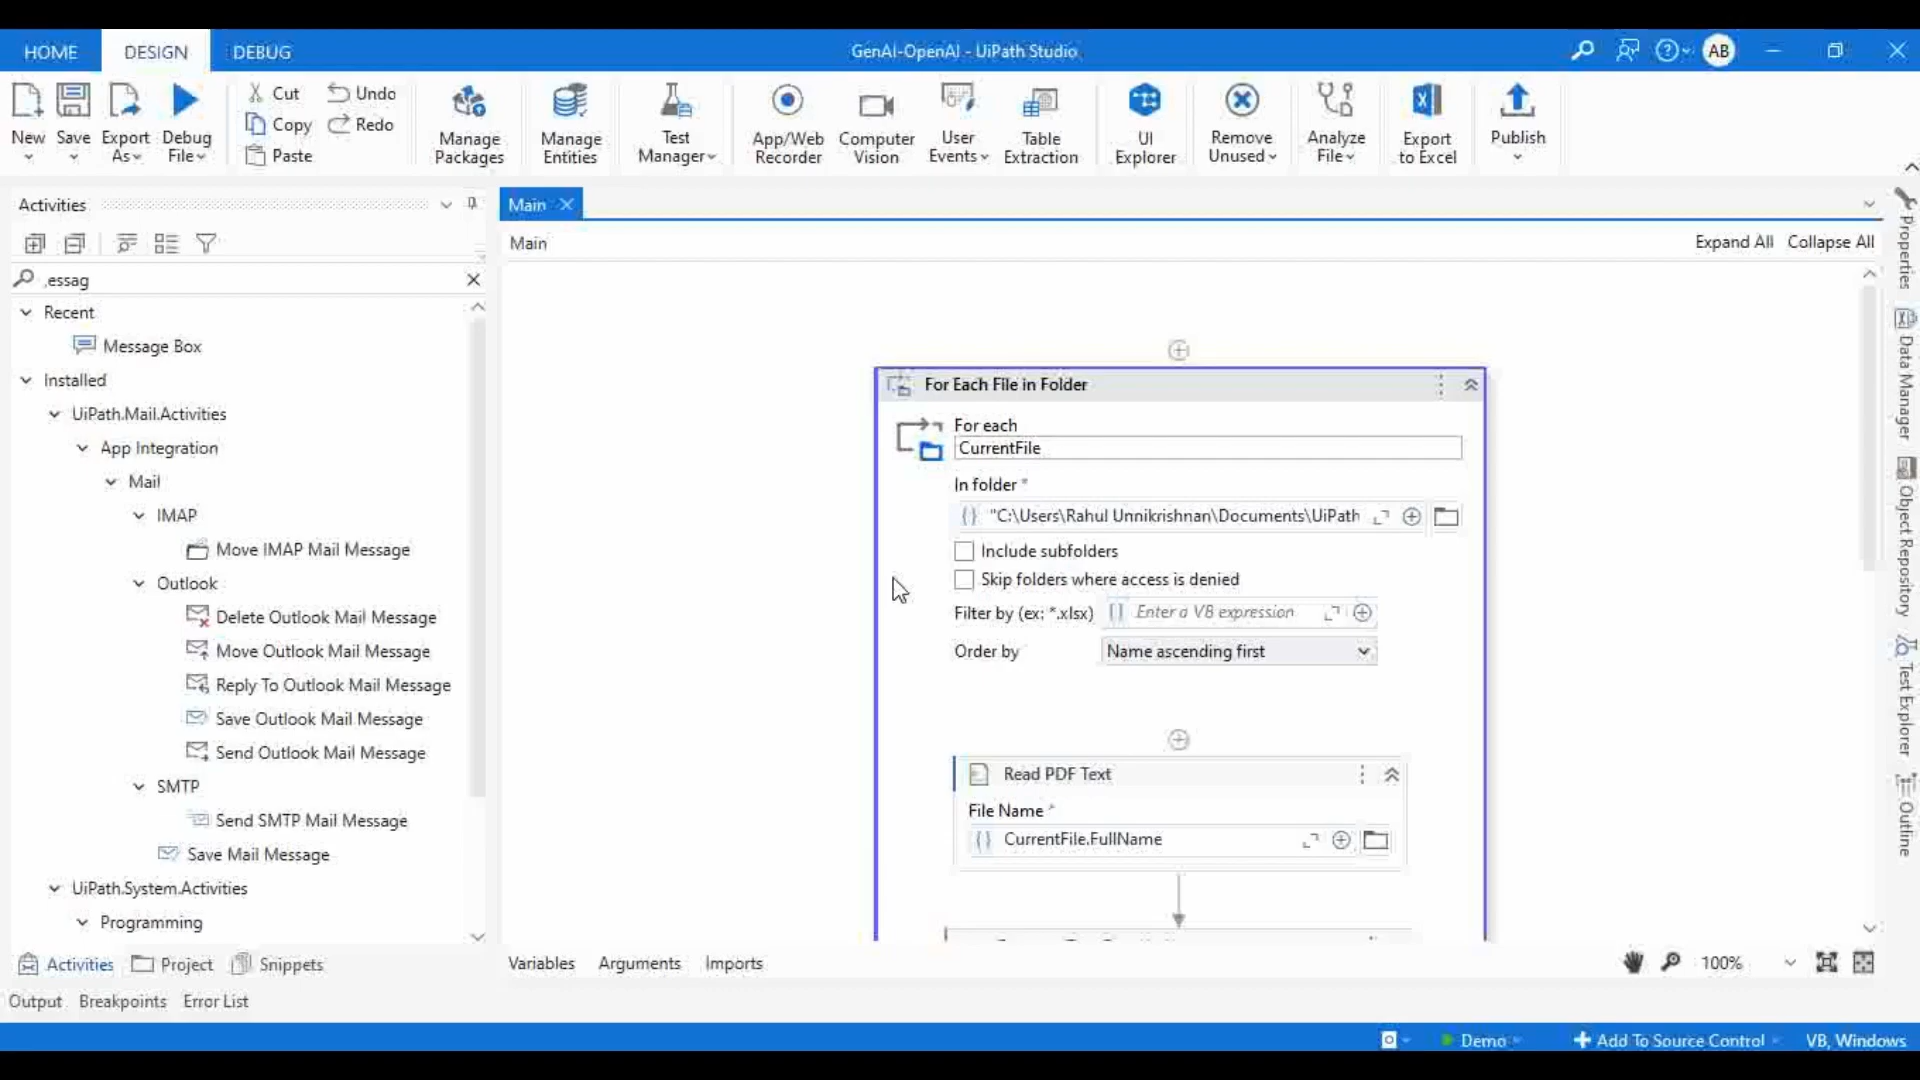 HOME DESIGN DEBUG GenAI-OpenAI - UiPath Studio AB
New Save Export As Debug File Cut Copy Paste Undo Redo Manage Packages Manage Entities Test Manager App/Web Recorder Computer Vision User Events Table Extraction UI Explorer Remove Unused Analyze File Export to Excel Publish
Activities
,essag
Recent
Message Box
Installed
UiPath.Mail.Activities
App Integration
Mail
IMAP
Move IMAP Mail Message
Outlook
Delete Outlook Mail Message
Move Outlook Mail Message
Reply To Outlook Mail Message
Save Outlook Mail Message
Send Outlook Mail Message
SMTP
Send SMTP Mail Message
Save Mail Message
UiPath.System.Activities
Programming
Activities Project Snippets
Main
Main Expand All Collapse All
For Each File in Folder
For each
CurrentFile
In folder *
"C:\Users\Rahul Unnikrishnan\Documents\UiPath
Include subfolders
Skip folders where access is denied
Filter by (ex: *.xlsx) Enter a VB expression
Order by Name ascending first
Read PDF Text
File Name *
CurrentFile.FullName
Variables Arguments Imports 100%
Properties
Data Manager
Object Repository
Test Explorer
Outline
Output Breakpoints Error List
Demo Add To Source Control VB, Windows